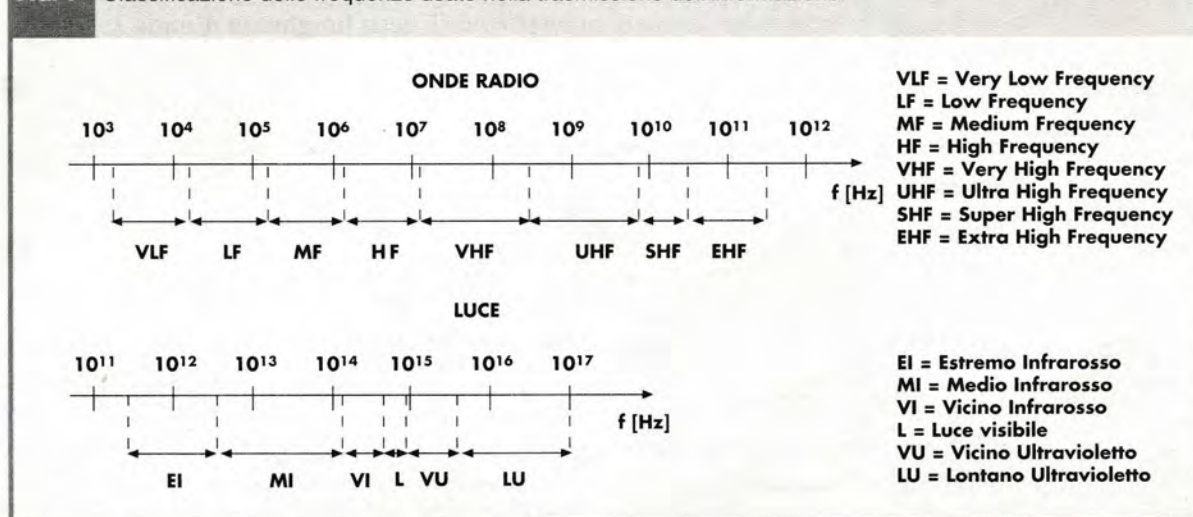 ONDE RADIO
10³ 10⁴ 10⁵ 10⁶ 10⁷ 10⁸ 10⁹ 10¹⁰ 10¹¹ 10¹²
f [Hz]
VLF LF MF HF VHF UHF SHF EHF
VLF = Very Low Frequency
LF = Low Frequency
MF = Medium Frequency
HF = High Frequency
VHF = Very High Frequency
UHF = Ultra High Frequency
SHF = Super High Frequency
EHF = Extra High Frequency
LUCE
10¹¹ 10¹² 10¹³ 10¹⁴ 10¹⁵ 10¹⁶ 10¹⁷
f [Hz]
EI MI VI L VU LU
EI = Estremo Infrarosso
MI = Medio Infrarosso
VI = Vicino Infrarosso
L = Luce visibile
VU = Vicino Ultravioletto
LU = Lontano Ultravioletto